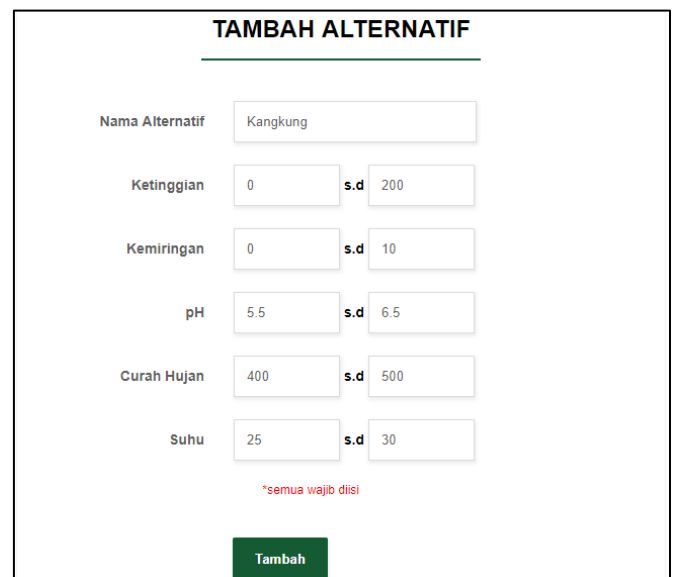 TAMBAH ALTERNATIF
Nama Alternatif Kangkung
Ketinggian 0 s.d 200
Kemiringan 0 s.d 10
pH 5.5 s.d 6.5
Curah Hujan 400 s.d 500
Suhu 25 s.d 30
*semua wajib diisi
Tambah